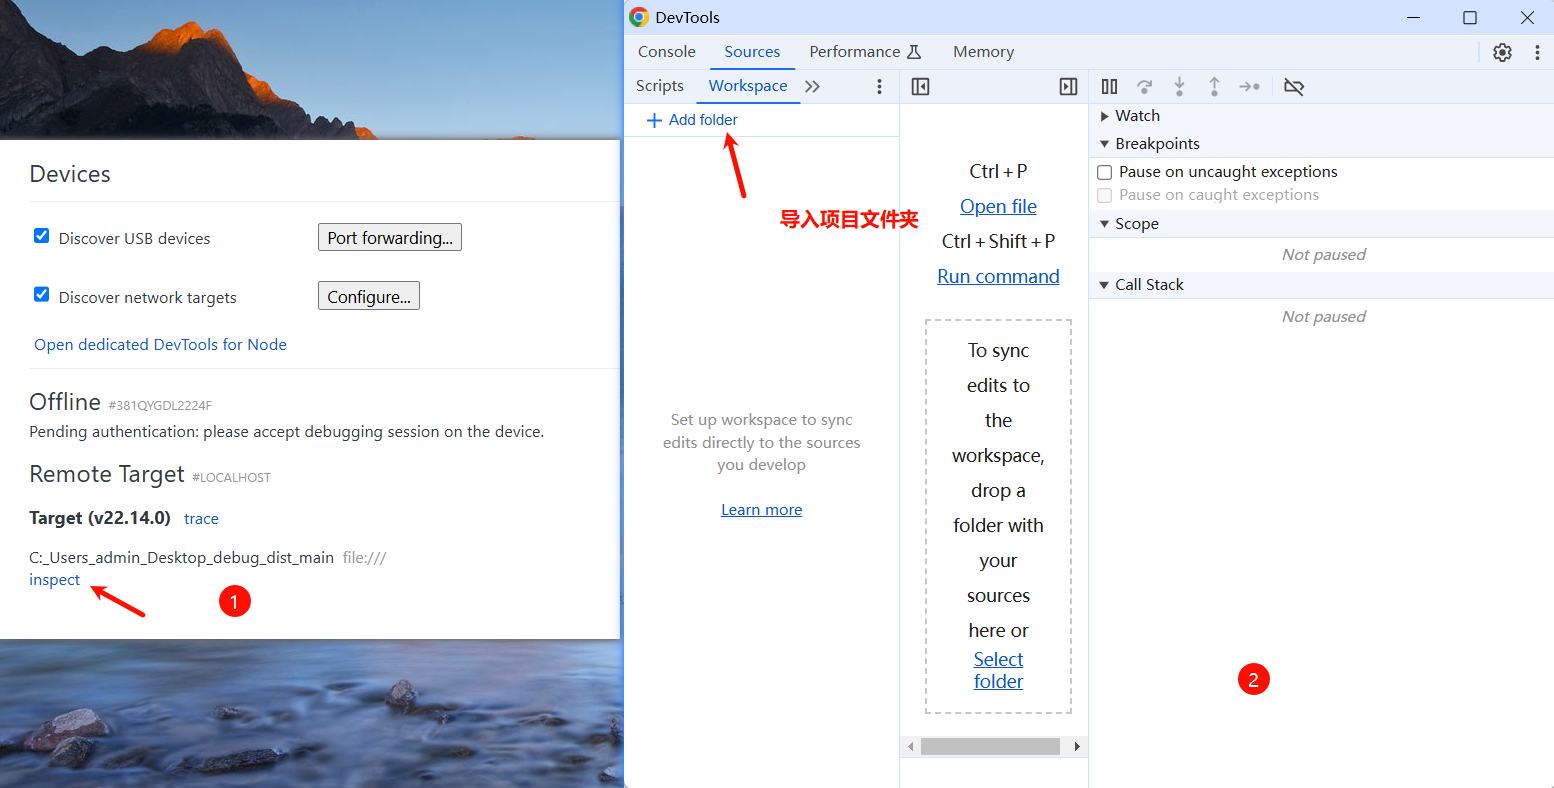 Devices
Discover USB devices
Port forwarding...
Discover network targets
Configure...
Open dedicated DevTools for Node
Offline #381QYGDL2224F
Pending authentication: please accept debugging session on the device.
Remote Target #LOCALHOST
Target (v22.14.0) trace
C:_Users_admin_Desktop_debug_dist_main file:///
inspect
1
DevTools
Console Sources Performance Memory
Scripts Workspace
Add folder
导入项目文件夹
Set up workspace to sync
edits directly to the sources
you develop
Learn more
Ctrl + P
Open file
Ctrl + Shift + P
Run command
To sync
edits to
the
workspace,
drop a
folder with
your
sources
here or
Select
folder
Watch
Breakpoints
Pause on uncaught exceptions
Pause on caught exceptions
Scope
Not paused
Call Stack
Not paused
2